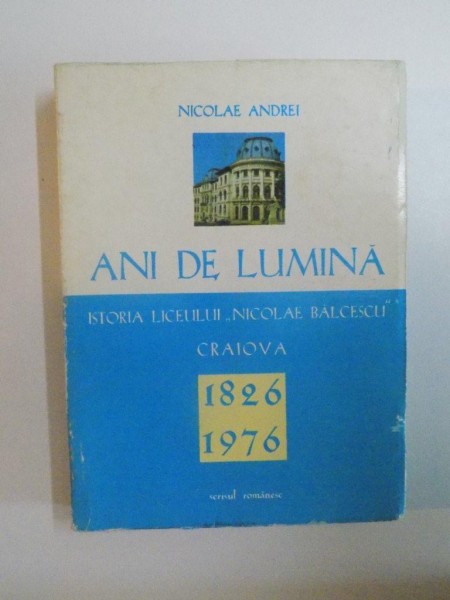 NICOLAE ANDREI
ANI DE LUMINĂ
ISTORIA LICEULUI „NICOLAE BĂLCESCU”
CRAIOVA
1826
1976
scrisul românesc